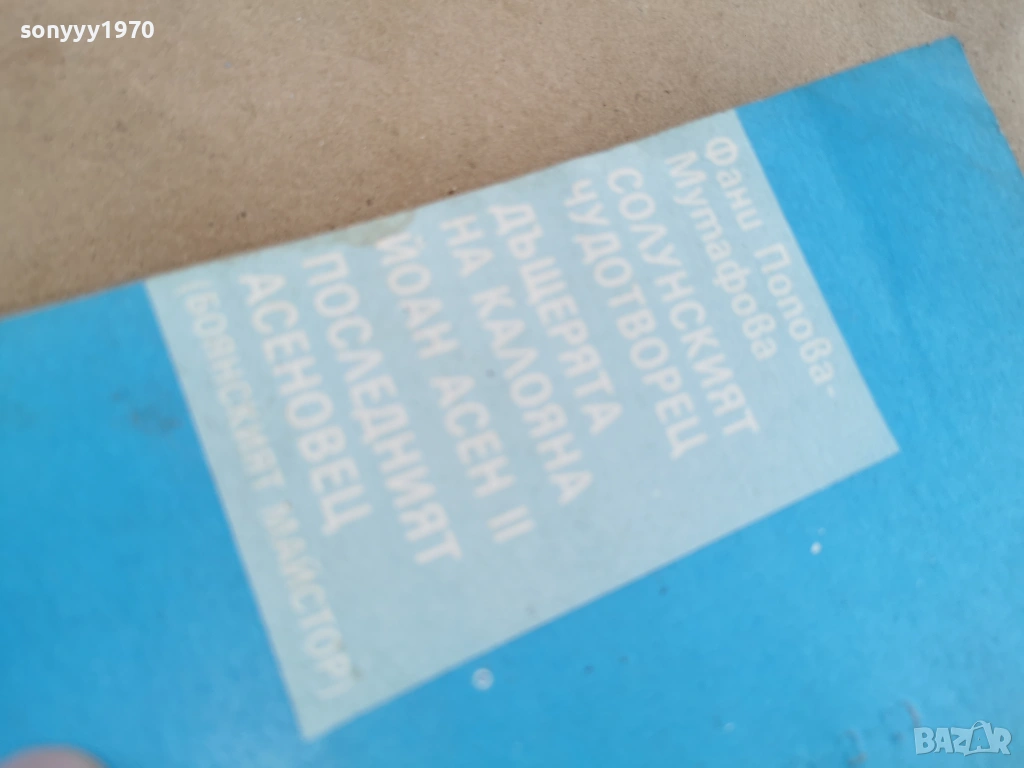 sonyyy1970
Фани Попова-
Мутафова
СОЛУНСКИЯТ
ЧУДОТВОРЕЦ
ДЪЩЕРЯТА
НА КАЛОЯНА
ЙОАН АСЕН II
ПОСЛЕДНИЯТ
АСЕНОВЕЦ
(БОЯНСКИЯТ МАЙСТОР)
BAZAR